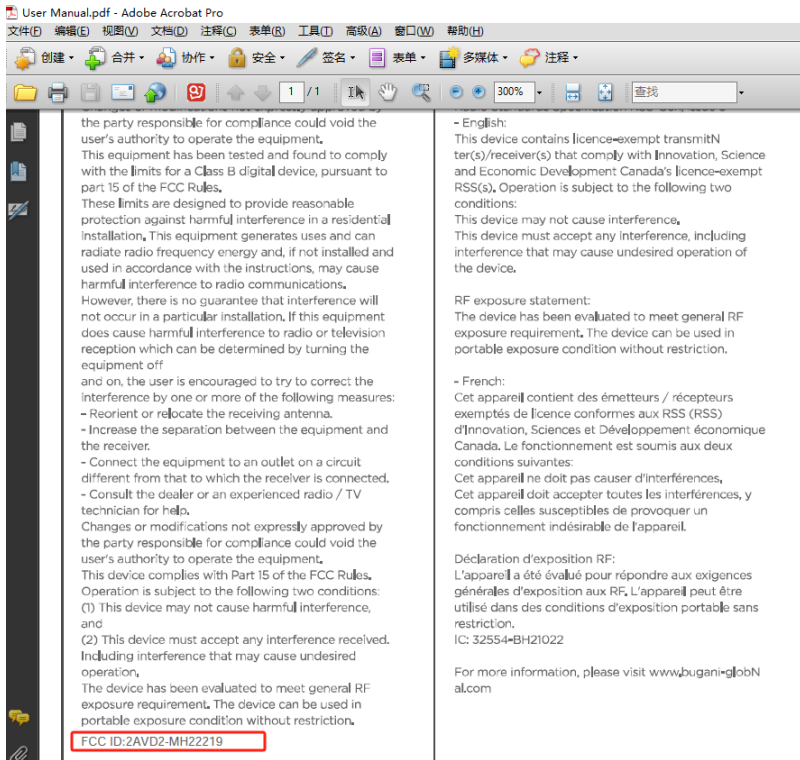 User Manual.pdf - Adobe Acrobat Pro
文件(F) 编辑(E) 视图(V) 文档(D) 注释(C) 表单(R) 工具(T) 高级(A) 窗口(W) 帮助(H)
创建 合并 协作 安全 签名 表单 多媒体 注释
1 / 1 300% 查找
the party responsible for compliance could void the
user's authority to operate the equipment.
This equipment has been tested and found to comply
with the limits for a Class B digital device, pursuant to
part 15 of the FCC Rules.
These limits are designed to provide reasonable
protection against harmful interference in a residential
installation. This equipment generates uses and can
radiate radio frequency energy and, if not installed and
used in accordance with the instructions, may cause
harmful interference to radio communications.
However, there is no guarantee that interference will
not occur in a particular installation. If this equipment
does cause harmful interference to radio or television
reception which can be determined by turning the
equipment off
and on, the user is encouraged to try to correct the
interference by one or more of the following measures:
- Reorient or relocate the receiving antenna.
- Increase the separation between the equipment and
the receiver.
- Connect the equipment to an outlet on a circuit
different from that to which the receiver is connected.
- Consult the dealer or an experienced radio / TV
technician for help.
Changes or modifications not expressly approved by
the party responsible for compliance could void the
user's authority to operate the equipment.
This device complies with Part 15 of the FCC Rules.
Operation is subject to the following two conditions:
(1) This device may not cause harmful interference,
and
(2) This device must accept any interference received.
Including interference that may cause undesired
operation.
The device has been evaluated to meet general RF
exposure requirement. The device can be used in
portable exposure condition without restriction.
FCC ID:2AVD2-MH22219
- English:
This device contains licence-exempt transmitN
ter(s)/receiver(s) that comply with Innovation, Science
and Economic Development Canada's licence-exempt
RSS(s). Operation is subject to the following two
conditions:
This device may not cause interference.
This device must accept any interference, including
interference that may cause undesired operation of
the device.
RF exposure statement:
The device has been evaluated to meet general RF
exposure requirement. The device can be used in
portable exposure condition without restriction.
- French:
Cet appareil contient des émetteurs / récepteurs
exemptés de licence conformes aux RSS (RSS)
d'Innovation, Sciences et Développement économique
Canada. Le fonctionnement est soumis aux deux
conditions suivantes:
Cet appareil ne doit pas causer d'interférences,
Cet appareil doit accepter toutes les interférences, y
compris celles susceptibles de provoquer un
fonctionnement indésirable de l'appareil.
Déclaration d'exposition RF:
L'appareil a été évalué pour répondre aux exigences
générales d'exposition aux RF. L'appareil peut être
utilisé dans des conditions d'exposition portable sans
restriction.
IC: 32554-BH21022
For more information, please visit www.bugani-globN
al.com